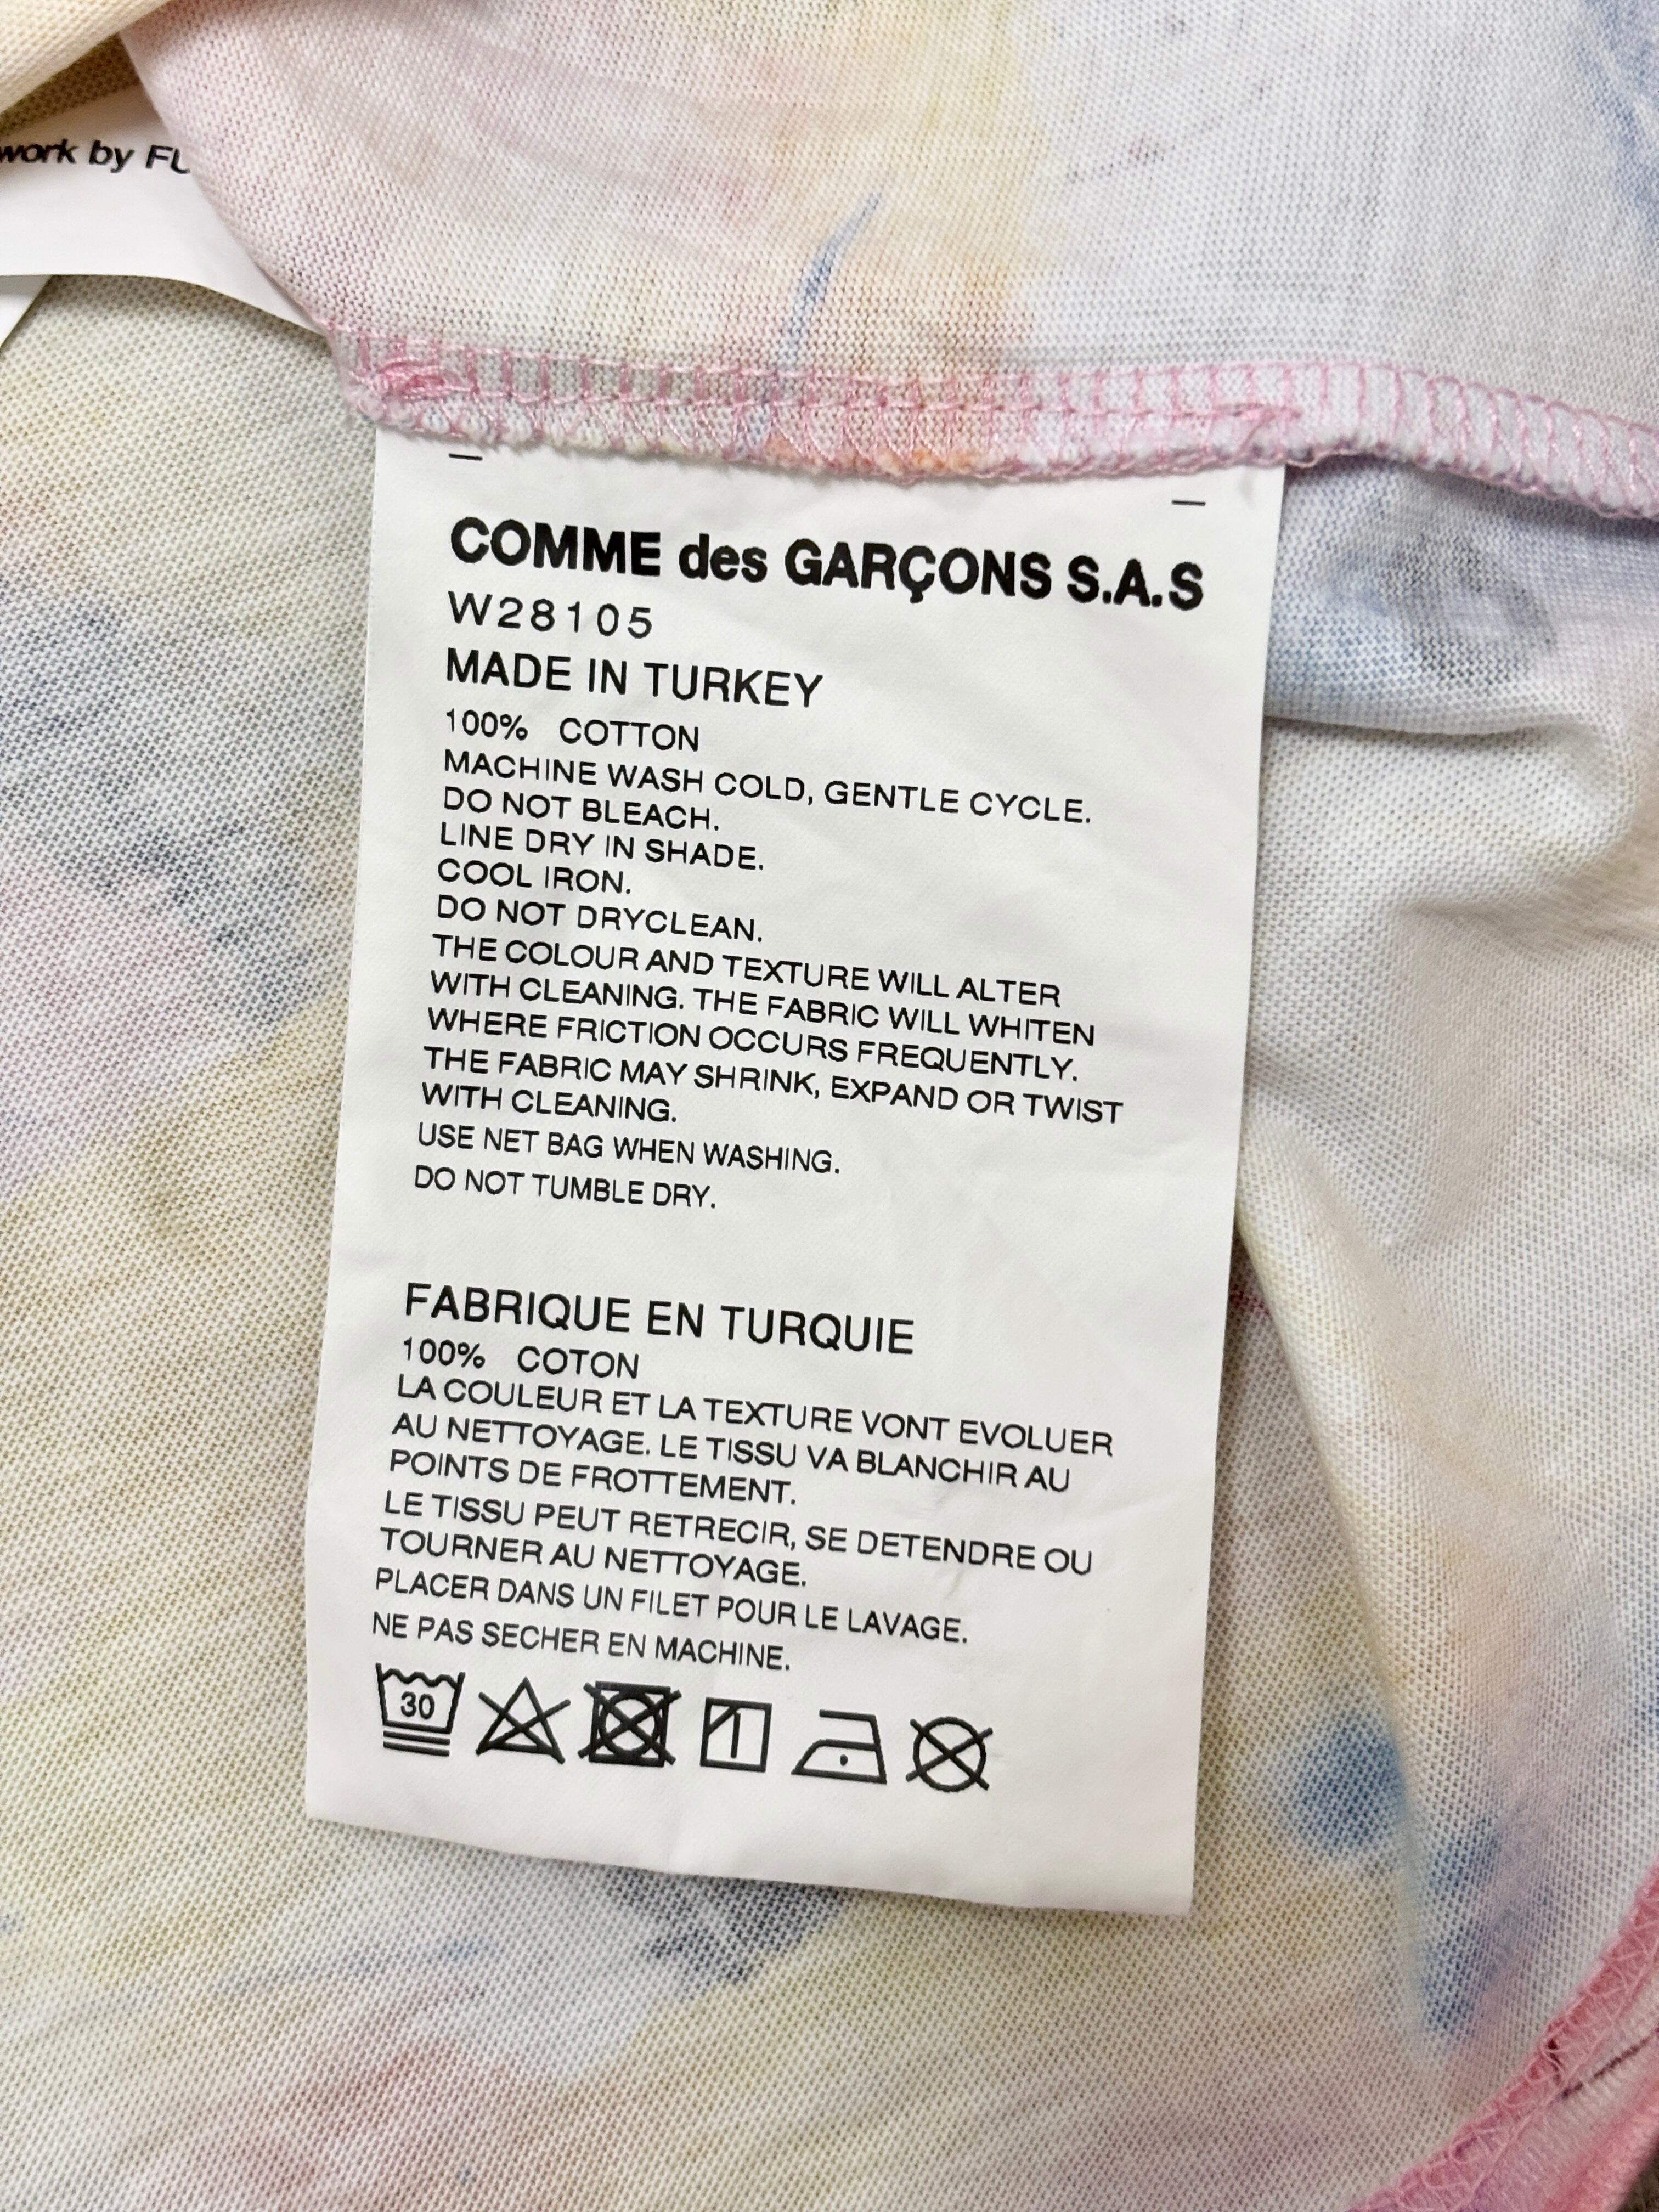 work by FU
COMME des GARÇONS S.A.S
W28105
MADE IN TURKEY
100% COTTON
MACHINE WASH COLD, GENTLE CYCLE.
DO NOT BLEACH.
LINE DRY IN SHADE.
COOL IRON.
DO NOT DRYCLEAN.
THE COLOUR AND TEXTURE WILL ALTER
WITH CLEANING. THE FABRIC WILL WHITEN
WHERE FRICTION OCCURS FREQUENTLY.
THE FABRIC MAY SHRINK, EXPAND OR TWIST
WITH CLEANING.
USE NET BAG WHEN WASHING.
DO NOT TUMBLE DRY.
FABRIQUE EN TURQUIE
100% COTON
LA COULEUR ET LA TEXTURE VONT EVOLUER
AU NETTOYAGE. LE TISSU VA BLANCHIR AU
POINTS DE FROTTEMENT.
LE TISSU PEUT RETRECIR, SE DETENDRE OU
TOURNER AU NETTOYAGE.
PLACER DANS UN FILET POUR LE LAVAGE.
NE PAS SECHER EN MACHINE.
30